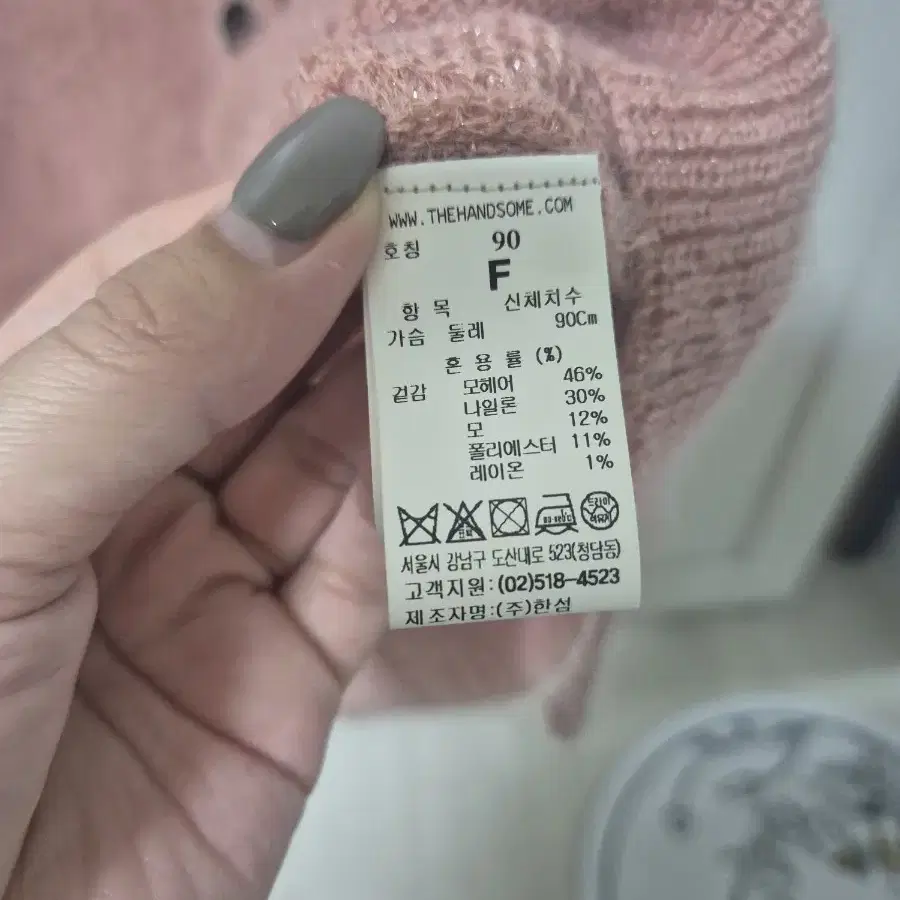 WWW.THEHANDSOME.COM
호칭 90
F
항 목 신체치수
가슴 둘레 90Cm
혼 용 률 (%)
겉감 모헤어 46%
나일론 30%
모 12%
폴리에스터 11%
레이온 1%
드라이
서울시 강남구 도산대로 523(청담동)
고객지원:(02)518-4523
제조자명:(주)한섬